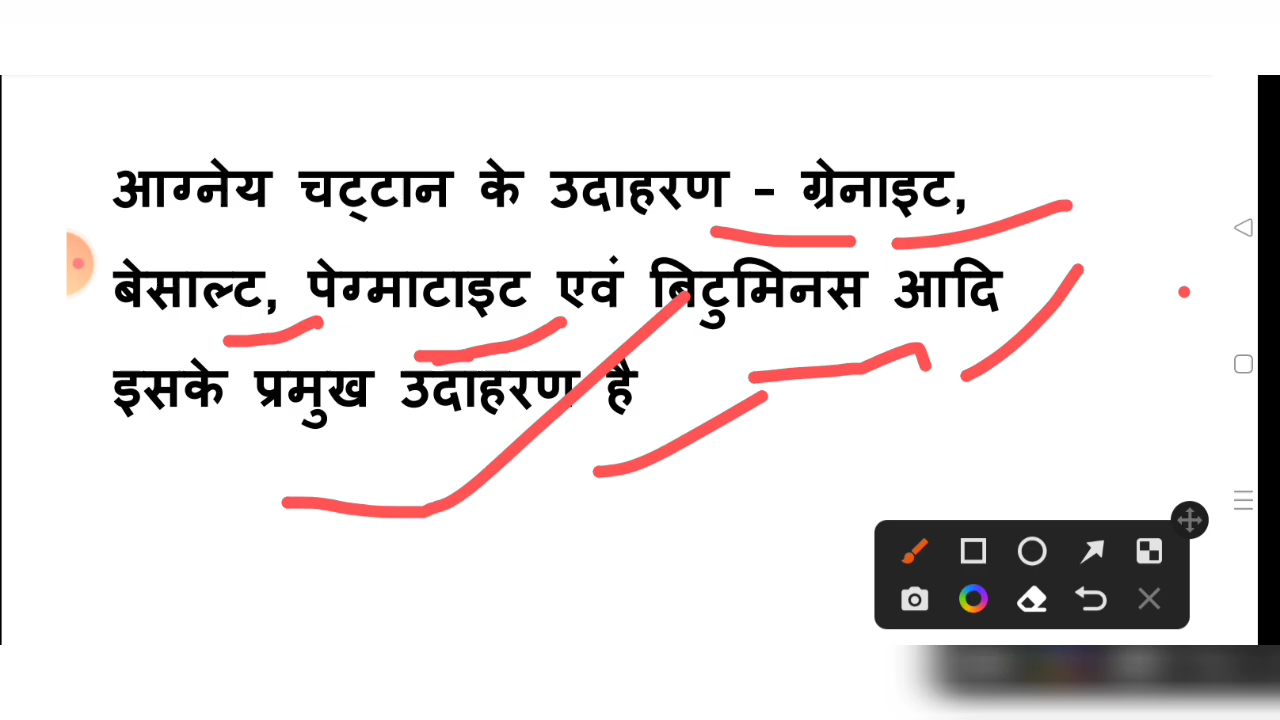 आग्नेय चट्टान के उदाहरण - ग्रेनाइट,
बेसाल्ट, पेग्माटाइट एवं बिटुमिनस आदि
इसके प्रमुख उदाहरण है